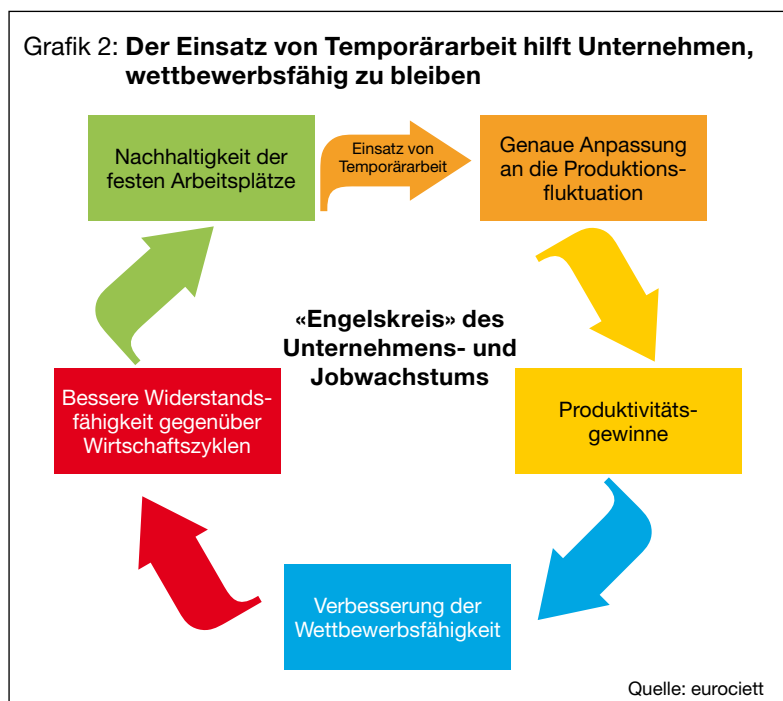 Grafik 2: Der Einsatz von Temporärarbeit hilft Unternehmen,
wettbewerbsfähig zu bleiben
Nachhaltigkeit der
festen Arbeitsplätze
Einsatz von
Temporärarbeit
Genaue Anpassung
an die Produktions-
fluktuation
«Engelskreis» des
Unternehmens- und
Jobwachstums
Bessere Widerstands-
fähigkeit gegenüber
Wirtschaftszyklen
Produktivitäts-
gewinne
Verbesserung der
Wettbewerbsfähigkeit
Quelle: eurociett